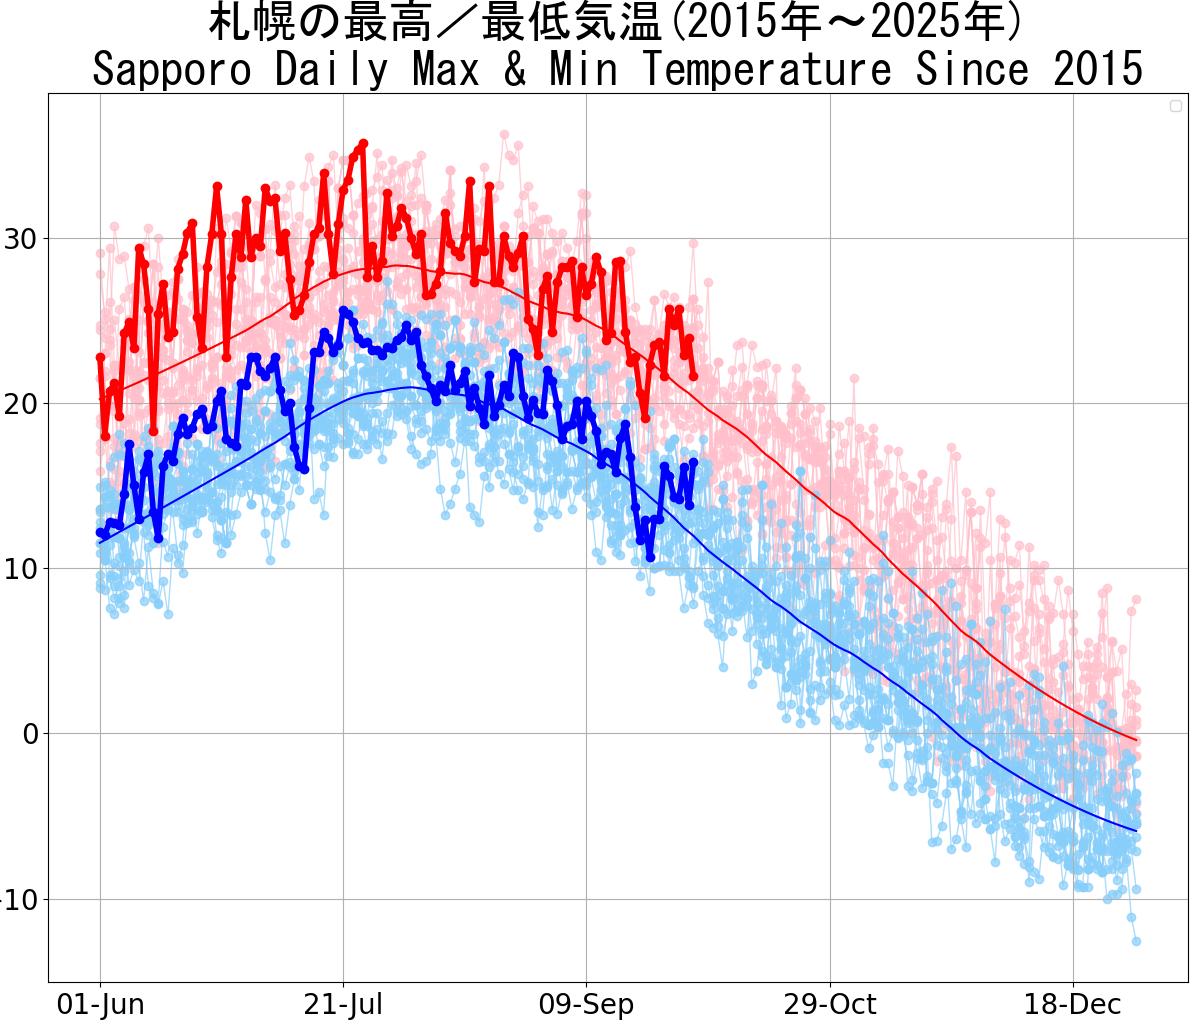 札幌の最高／最低気温(2015年～2025年)
Sapporo Daily Max & Min Temperature Since 2015
30
20
10
0
-10
01-Jun 21-Jul 09-Sep 29-Oct 18-Dec